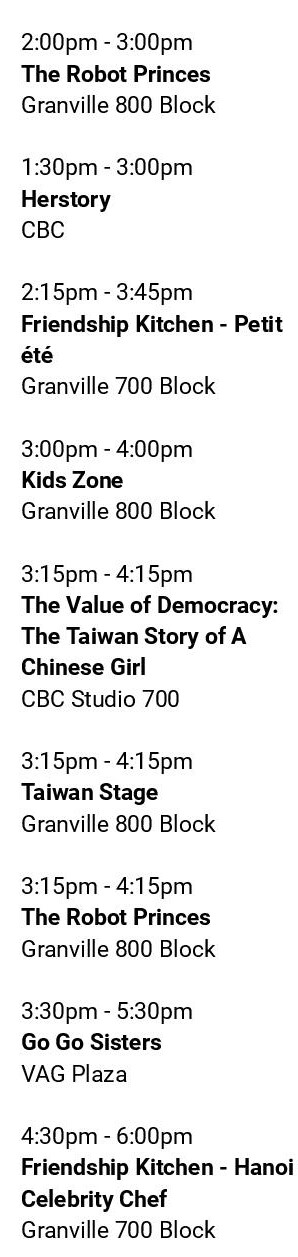 2:00pm - 3:00pm
The Robot Princes
Granville 800 Block
1:30pm - 3:00pm
Herstory
CBC
2:15pm - 3:45pm
Friendship Kitchen - Petit
été
Granville 700 Block
3:00pm - 4:00pm
Kids Zone
Granville 800 Block
3:15pm - 4:15pm
The Value of Democracy:
The Taiwan Story of A
Chinese Girl
CBC Studio 700
3:15pm - 4:15pm
Taiwan Stage
Granville 800 Block
3:15pm - 4:15pm
The Robot Princes
Granville 800 Block
3:30pm - 5:30pm
Go Go Sisters
VAG Plaza
4:30pm - 6:00pm
Friendship Kitchen - Hanoi
Celebrity Chef
Granville 700 Block